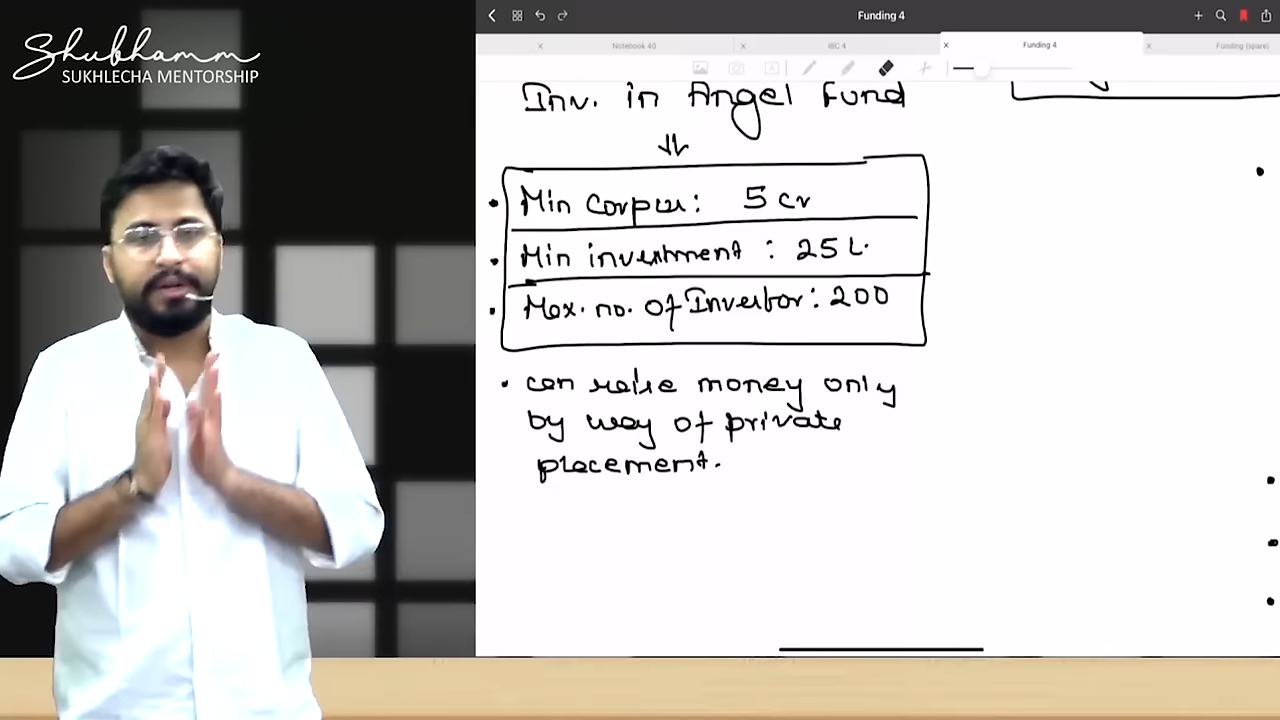 Shubhamm
SUKHLECHA MENTORSHIP
Funding 4
Notebook 40
IBC 4
Funding 4
Funding (spare)
Inv. in Angel Fund
Min corpus: 5 cr
Min investment : 25 L.
Max. no. of Investor : 200
can raise money only
by way of private
placement.